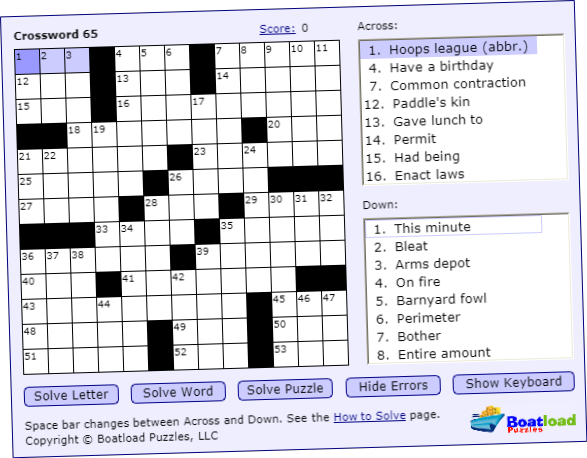 Crossword 65
Score: 0
1 2 3 4 5 6 7 8 9 10 11
12 13 14
15 16 17
18 19 20
21 22 23 24
25 26
27 28 29 30 31 32
33 34 35
36 37 38 39
40 41 42
43 44 45 46 47
48 49 50
51 52 53
Across:
1. Hoops league (abbr.)
4. Have a birthday
7. Common contraction
12. Paddle's kin
13. Gave lunch to
14. Permit
15. Had being
16. Enact laws
Down:
1. This minute
2. Bleat
3. Arms depot
4. On fire
5. Barnyard fowl
6. Perimeter
7. Bother
8. Entire amount
Solve Letter
Solve Word
Solve Puzzle
Hide Errors
Show Keyboard
Space bar changes between Across and Down. See the How to Solve page.
Copyright © Boatload Puzzles, LLC
Boatload
Puzzles